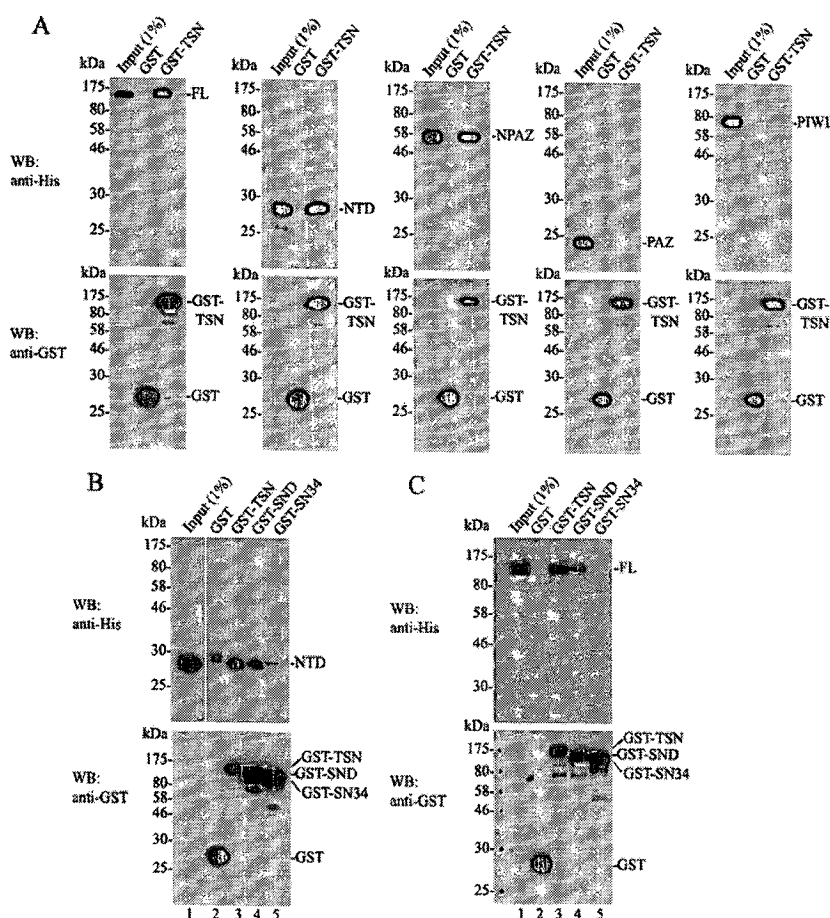 A
Input (1%) GST GST-TSN
Input (1%) GST GST-TSN
Input (1%) GST GST-TSN
Input (1%) GST GST-TSN
Input (1%) GST GST-TSN
kDa kDa kDa kDa kDa
175- 175- 175- 175- 175-
80- 80- 80- 80- 80-
58- 58- 58- 58- 58-
46- 46- 46- 46- 46-
30- 30- 30- 30- 30-
25- 25- 25- 25- 25-
-FL -NTD -NPAZ -PAZ -PIWI
WB:
anti-His
kDa kDa kDa kDa kDa
175- 175- 175- 175- 175-
80- 80- 80- 80- 80-
58- 58- 58- 58- 58-
46- 46- 46- 46- 46-
30- 30- 30- 30- 30-
25- 25- 25- 25- 25-
-GST- -GST- -GST- -GST- -GST-
TSN TSN TSN TSN TSN
-GST -GST -GST -GST -GST
WB:
anti-GST
B
Input (1%) GST GST-TSN GST-SND GST-SN34
kDa
175-
80-
58-
46-
30-
25-
-NTD
WB:
anti-His
kDa
175-
80-
58-
46-
30-
25-
GST-TSN
GST-SND
GST-SN34
-GST
WB:
anti-GST
1 2 3 4 5
C
Input (1%) GST GST-TSN GST-SND GST-SN34
kDa
175-
80-
58-
46-
30-
-FL
WB:
anti-His
kDa
175-
80-
58-
46-
30-
25-
GST-TSN
GST-SND
GST-SN34
-GST
WB:
anti-GST
1 2 3 4 5